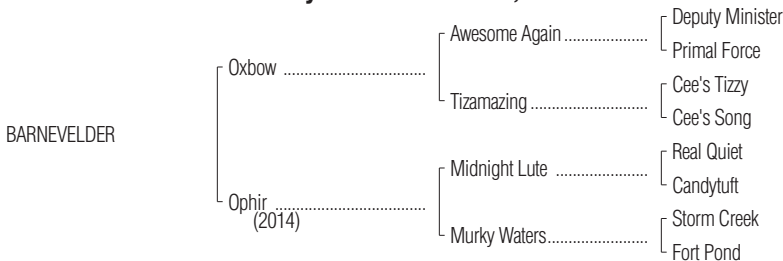 Deputy Minister
Awesome Again
Primal Force
Oxbow
Cee's Tizzy
Tizamazing
Cee's Song
BARNEVELDER
Real Quiet
Midnight Lute
Candytuft
Ophir
(2014)
Storm Creek
Murky Waters
Fort Pond